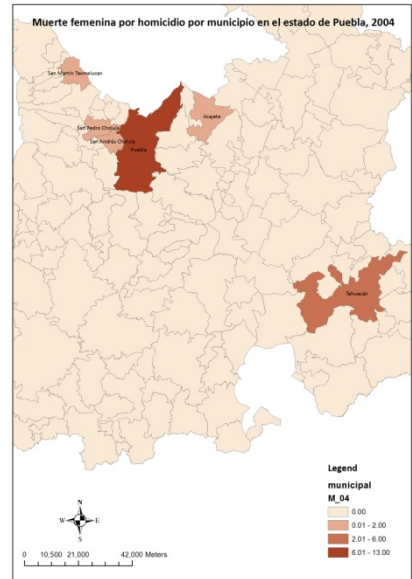 Muerte femenina por homicidio por municipio en el estado de Puebla, 2004
San Martín Texmelucan
Acajete
San Pedro Cholula
San Andrés Cholula
Puebla
Tehuacán
Legend
municipal
M_04
0.00
0.01 - 2.00
2.01 - 6.00
6.01 - 13.00
N
W E
S
0 10,500 21,000 42,000 Meters